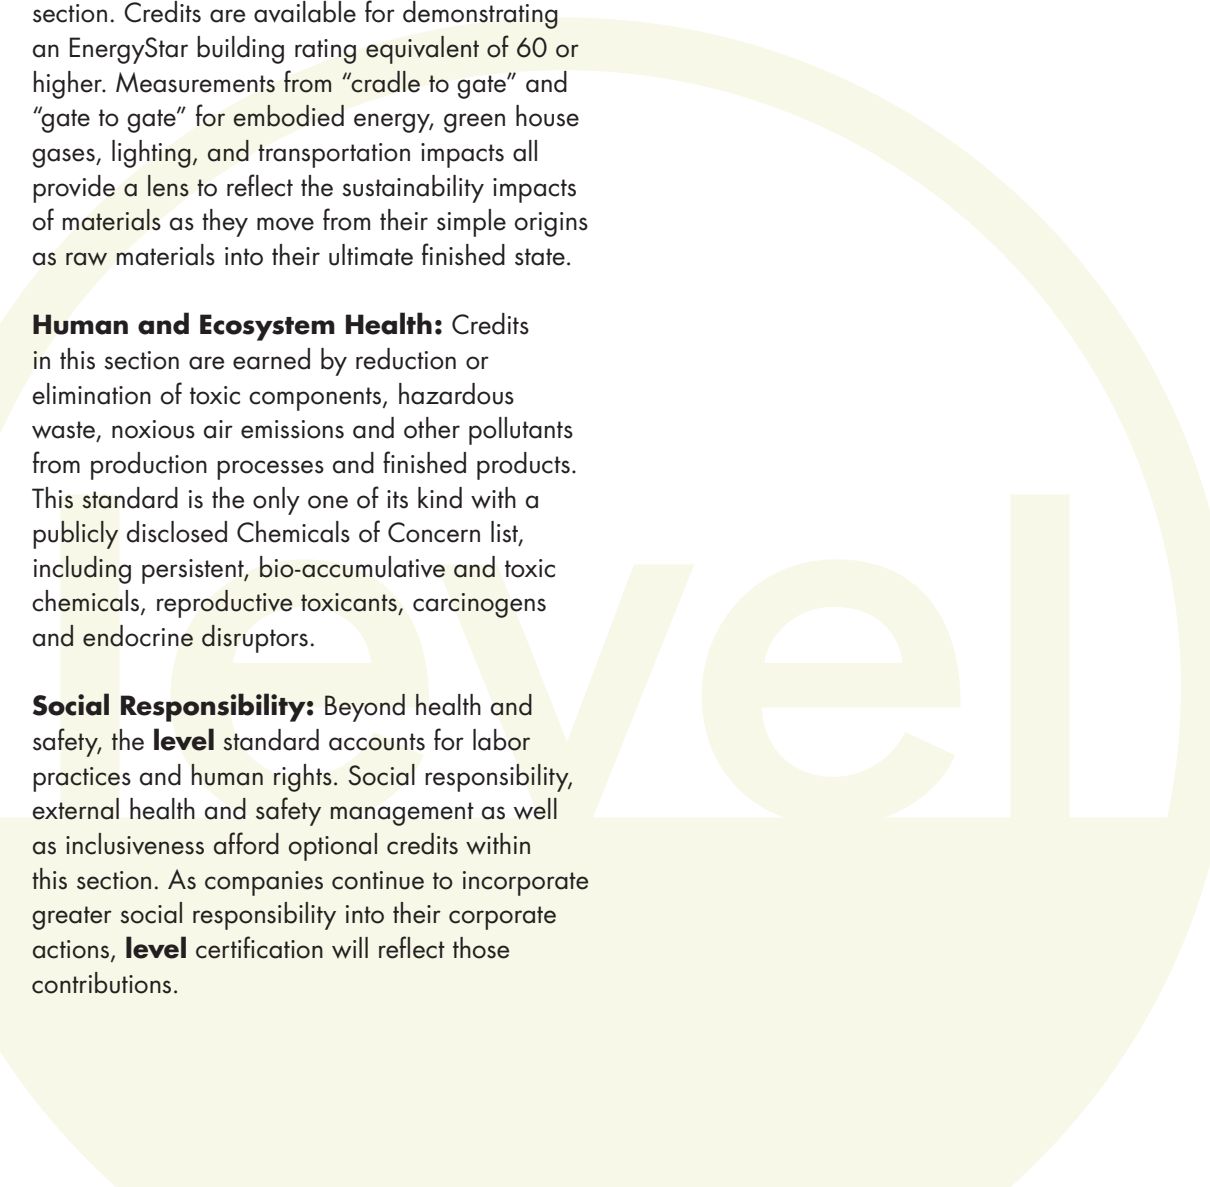 section. Credits are available for demonstrating
an EnergyStar building rating equivalent of 60 or
higher. Measurements from “cradle to gate” and
“gate to gate” for embodied energy, green house
gases, lighting, and transportation impacts all
provide a lens to reflect the sustainability impacts
of materials as they move from their simple origins
as raw materials into their ultimate finished state.
Human and Ecosystem Health: Credits
in this section are earned by reduction or
elimination of toxic components, hazardous
waste, noxious air emissions and other pollutants
from production processes and finished products.
This standard is the only one of its kind with a
publicly disclosed Chemicals of Concern list,
including persistent, bio-accumulative and toxic
chemicals, reproductive toxicants, carcinogens
and endocrine disruptors.
Social Responsibility: Beyond health and
safety, the level standard accounts for labor
practices and human rights. Social responsibility,
external health and safety management as well
as inclusiveness afford optional credits within
this section. As companies continue to incorporate
greater social responsibility into their corporate
actions, level certification will reflect those
contributions.
level